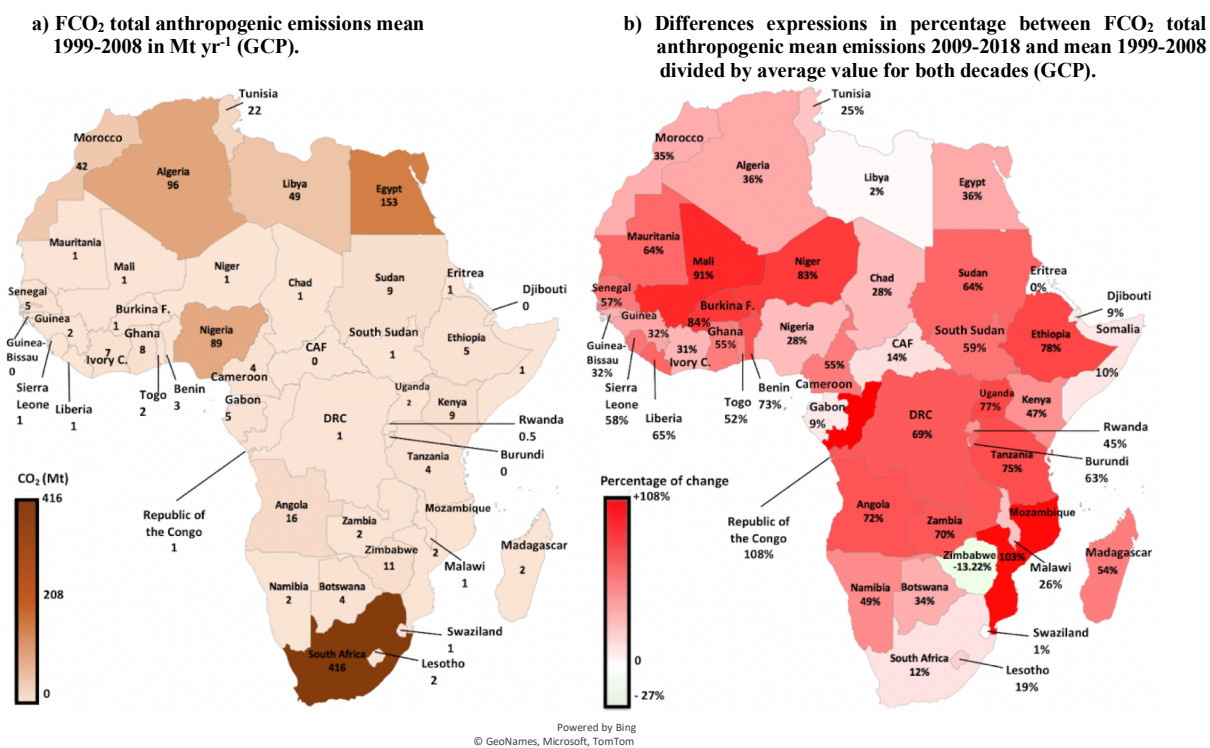 a) FCO₂ total anthropogenic emissions mean
1999-2008 in Mt yr⁻¹ (GCP).
Tunisia
22
Morocco
42
Algeria
96
Libya
49
Egypt
153
Mauritania
1
Mali
1
Niger
1
Chad
1
Sudan
9
Eritrea
1
Djibouti
0
Senegal
5
Guinea
2
Burkina F.
1
Ghana
8
Nigeria
89
South Sudan
1
Ethiopia
5
1
Guinea-
Bissau
0
7
Ivory C.
CAF
0
4
Cameroon
Sierra
Leone
1
Liberia
1
Togo
2
Benin
3
Gabon
5
Uganda
2
Kenya
9
DRC
1
Rwanda
0.5
Burundi
0
Tanzania
4
CO₂ (Mt)
416
208
0
Republic of
the Congo
1
Angola
16
Zambia
2
Mozambique
2
Malawi
1
Zimbabwe
11
Madagascar
2
Namibia
2
Botswana
4
South Africa
416
Swaziland
1
Lesotho
2
b) Differences expressions in percentage between FCO₂ total
anthropogenic mean emissions 2009-2018 and mean 1999-2008
divided by average value for both decades (GCP).
Tunisia
25%
Morocco
35%
Algeria
36%
Libya
2%
Egypt
36%
Mauritania
64%
Mali
91%
Niger
83%
Chad
28%
Sudan
64%
Eritrea
0%
Djibouti
9%
Somalia
10%
Senegal
57%
Guinea
32%
Burkina F.
84%
Ghana
55%
Nigeria
28%
South Sudan
59%
Ethiopia
78%
Guinea-
Bissau
32%
31%
Ivory C.
CAF
14%
55%
Cameroon
Sierra
Leone
58%
Liberia
65%
Togo
52%
Benin
73%
Gabon
9%
Uganda
77%
Kenya
47%
DRC
69%
Rwanda
45%
Burundi
63%
Tanzania
75%
Percentage of change
+108%
0
- 27%
Republic of
the Congo
108%
Angola
72%
Zambia
70%
Mozambique
103%
Malawi
26%
Zimbabwe
-13.22%
Madagascar
54%
Namibia
49%
Botswana
34%
South Africa
12%
Swaziland
1%
Lesotho
19%
Powered by Bing
© GeoNames, Microsoft, TomTom